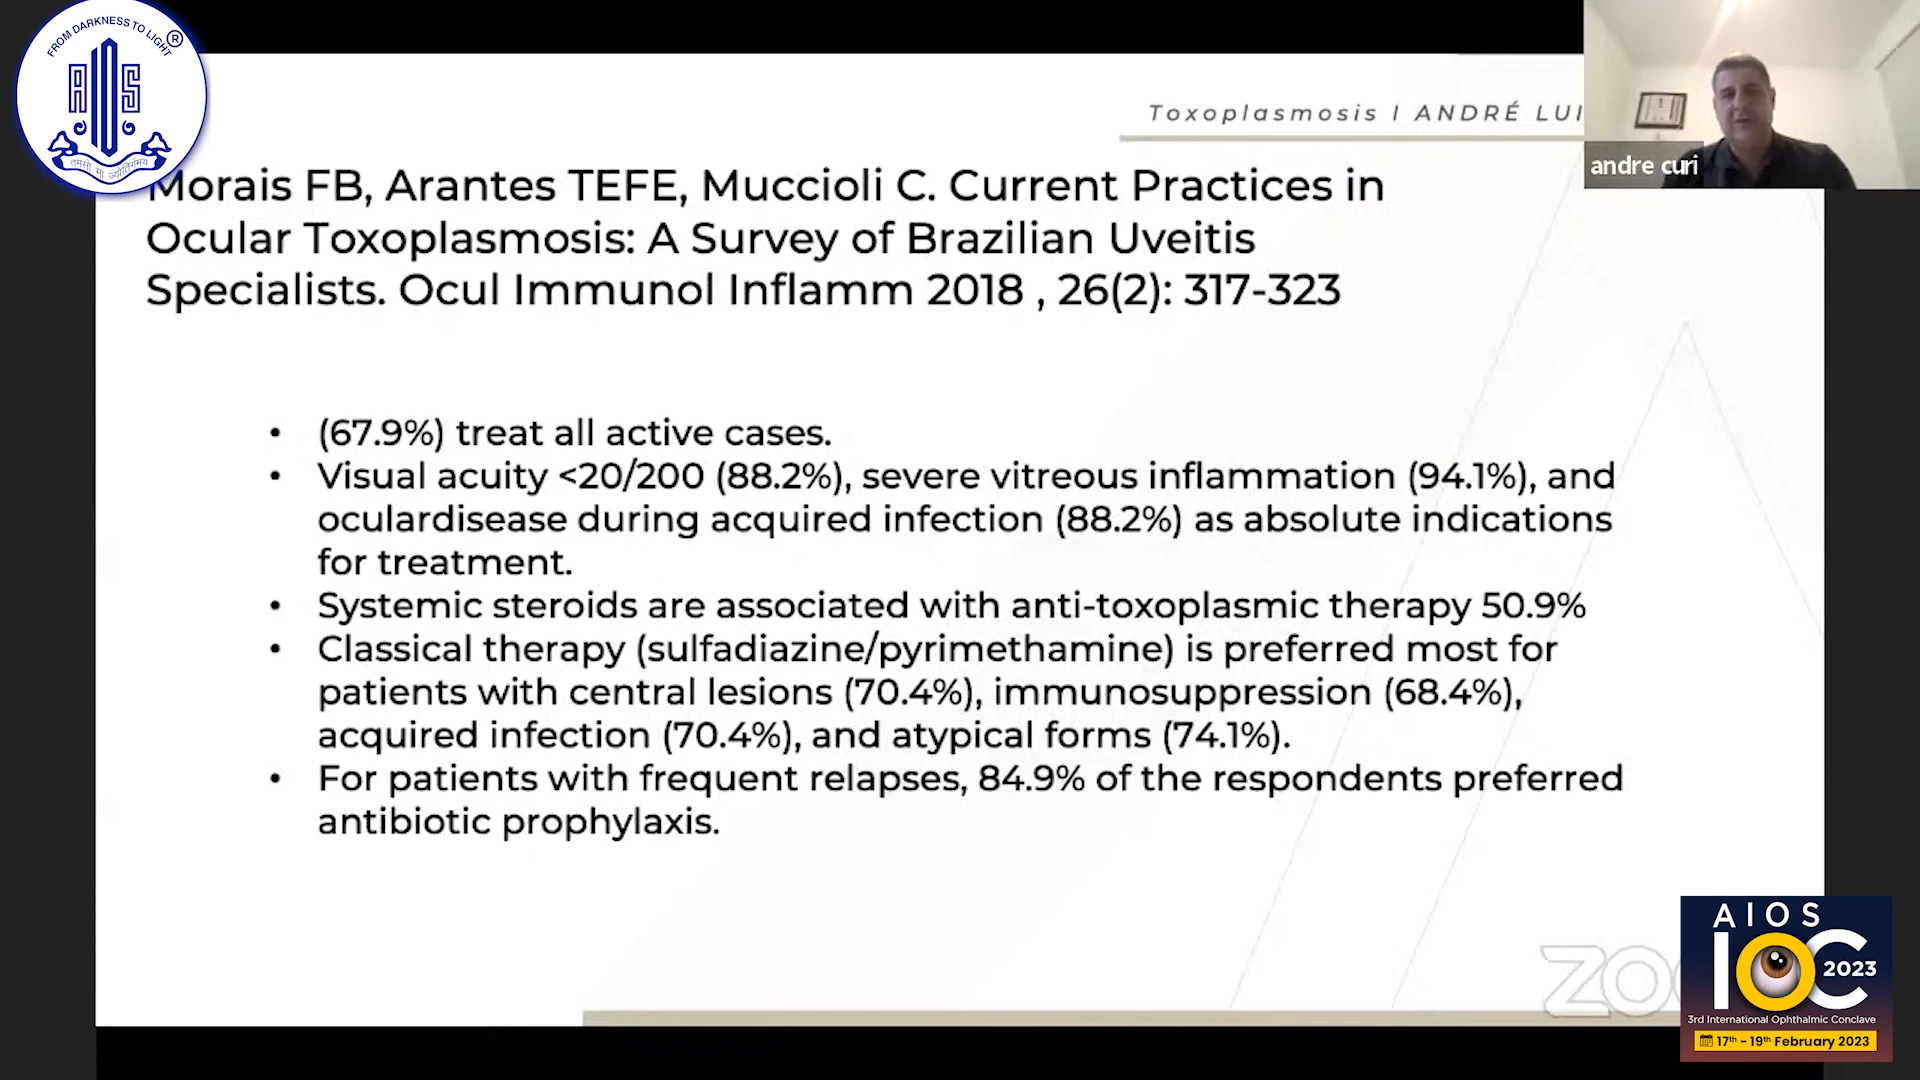 FROM DARKNESS TO LIGHT
®
AIOS
तमसो मा ज्योतिर्गमय
Toxoplasmosis I ANDRÉ LUI
andre curi
Morais FB, Arantes TEFE, Muccioli C. Current Practices in
Ocular Toxoplasmosis: A Survey of Brazilian Uveitis
Specialists. Ocul Immunol Inflamm 2018 , 26(2): 317-323
• (67.9%) treat all active cases.
• Visual acuity <20/200 (88.2%), severe vitreous inflammation (94.1%), and
oculardisease during acquired infection (88.2%) as absolute indications
for treatment.
• Systemic steroids are associated with anti-toxoplasmic therapy 50.9%
• Classical therapy (sulfadiazine/pyrimethamine) is preferred most for
patients with central lesions (70.4%), immunosuppression (68.4%),
acquired infection (70.4%), and atypical forms (74.1%).
• For patients with frequent relapses, 84.9% of the respondents preferred
antibiotic prophylaxis.
ZO
AIOS
IOC 2023
3rd International Ophthalmic Conclave
17th - 19th February 2023